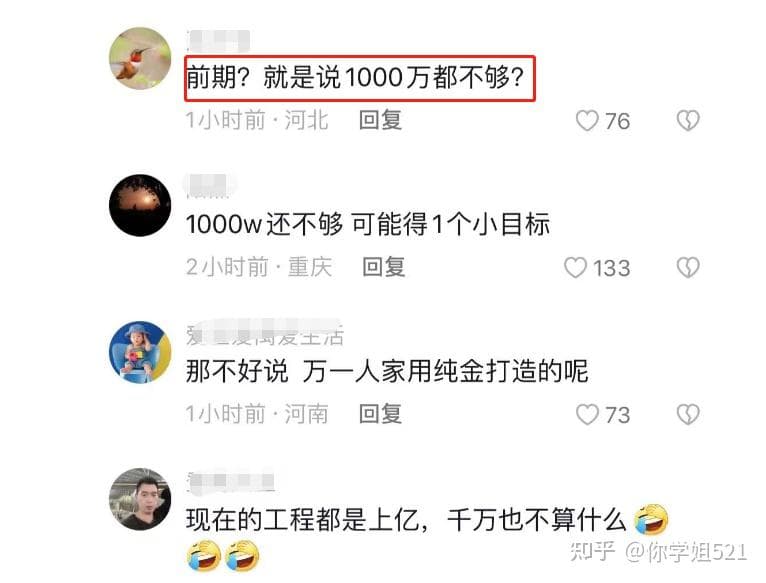 前期？就是说1000万都不够？
1小时前·河北 回复 76
1000w还不够 可能得1个小目标
2小时前·重庆 回复 133
那不好说 万一人家用纯金打造的呢
1小时前·河南 回复 73
现在的工程都是上亿，千万也不算什么😂
😂😂
知乎 @你学姐521